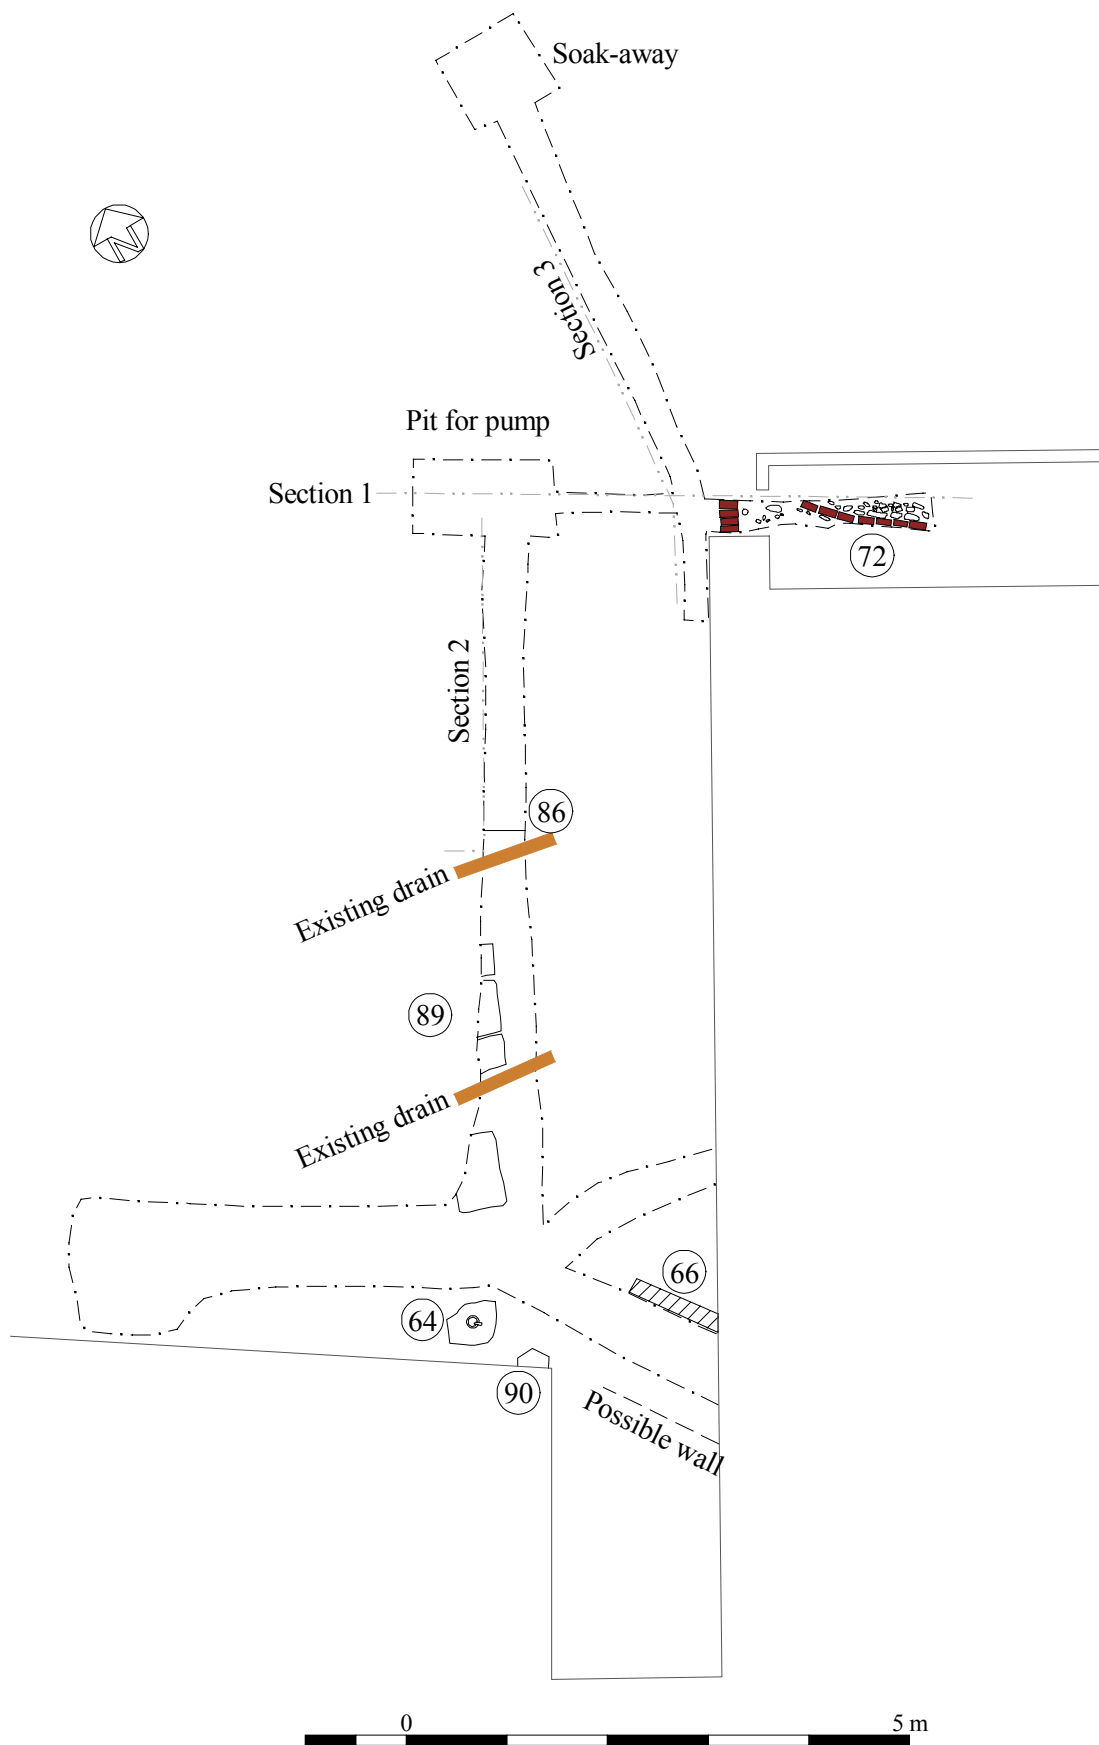 Soak-away
N
Section 3
Pit for pump
Section 1
72
Section 2
86
Existing drain
89
Existing drain
66
64
90
Possible wall
0 5 m